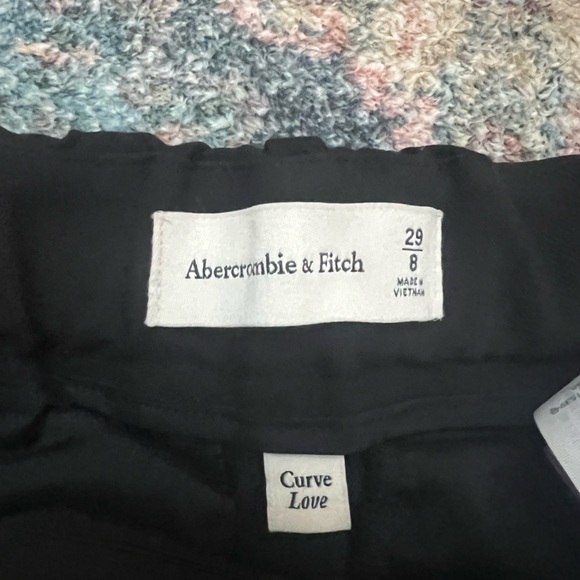 Abercrombie & Fitch
29
8
MADE IN
VIETNAM
Curve
Love